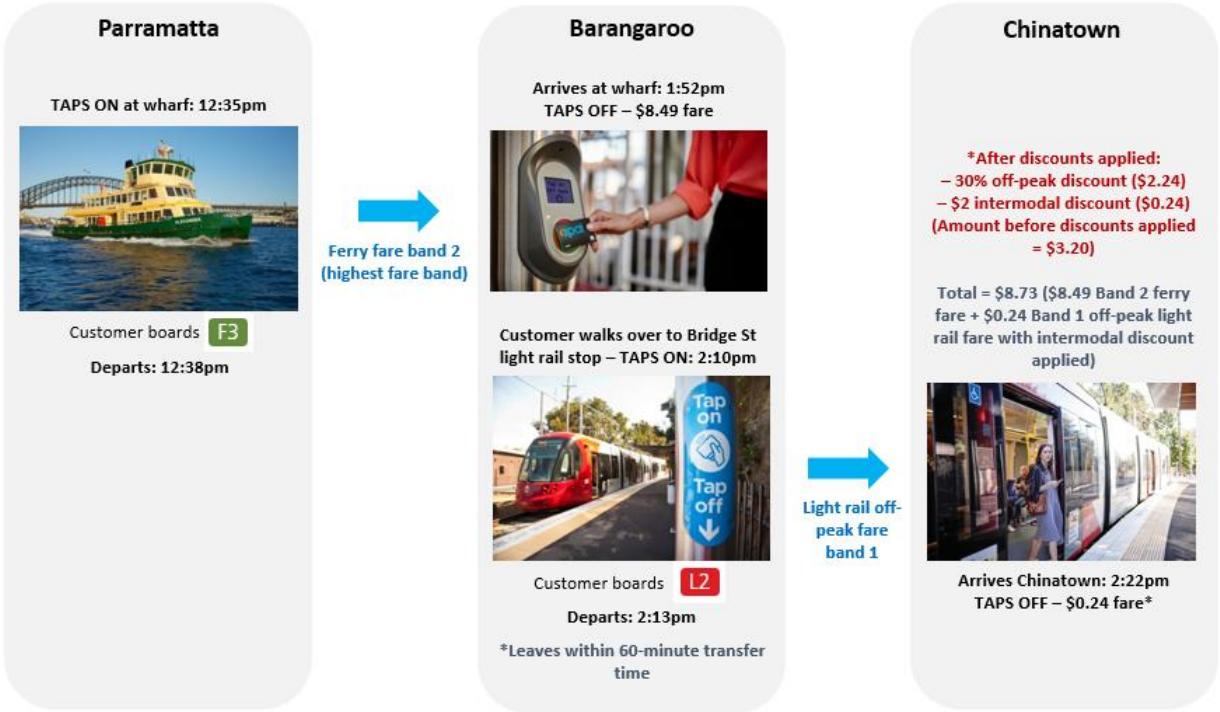 Parramatta
TAPS ON at wharf: 12:35pm
Customer boards F3
Departs: 12:38pm
Ferry fare band 2
(highest fare band)
Barangaroo
Arrives at wharf: 1:52pm
TAPS OFF – $8.49 fare
opal
Customer walks over to Bridge St
light rail stop – TAPS ON: 2:10pm
Tap
on
Tap
off
Customer boards L2
Departs: 2:13pm
*Leaves within 60-minute transfer
time
Light rail off-
peak fare
band 1
Chinatown
*After discounts applied:
– 30% off-peak discount ($2.24)
– $2 intermodal discount ($0.24)
(Amount before discounts applied
= $3.20)
Total = $8.73 ($8.49 Band 2 ferry
fare + $0.24 Band 1 off-peak light
rail fare with intermodal discount
applied)
Arrives Chinatown: 2:22pm
TAPS OFF – $0.24 fare*